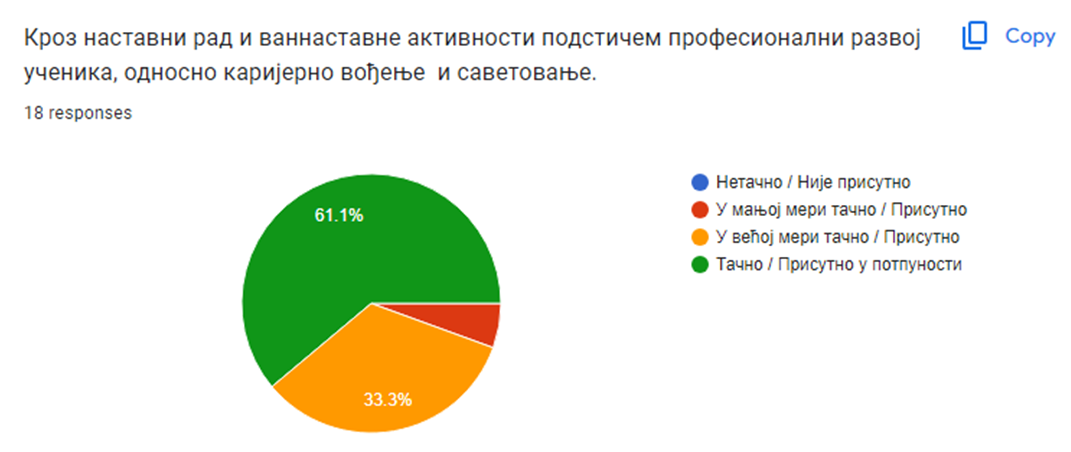 Кроз наставни рад и ваннаставне активности подстичем професионални развој
ученика, односно каријерно вођење и саветовање.
Copy
18 responses
61.1%
33.3%
Нетачно / Није присутно
У мањој мери тачно / Присутно
У већој мери тачно / Присутно
Тачно / Присутно у потпуности